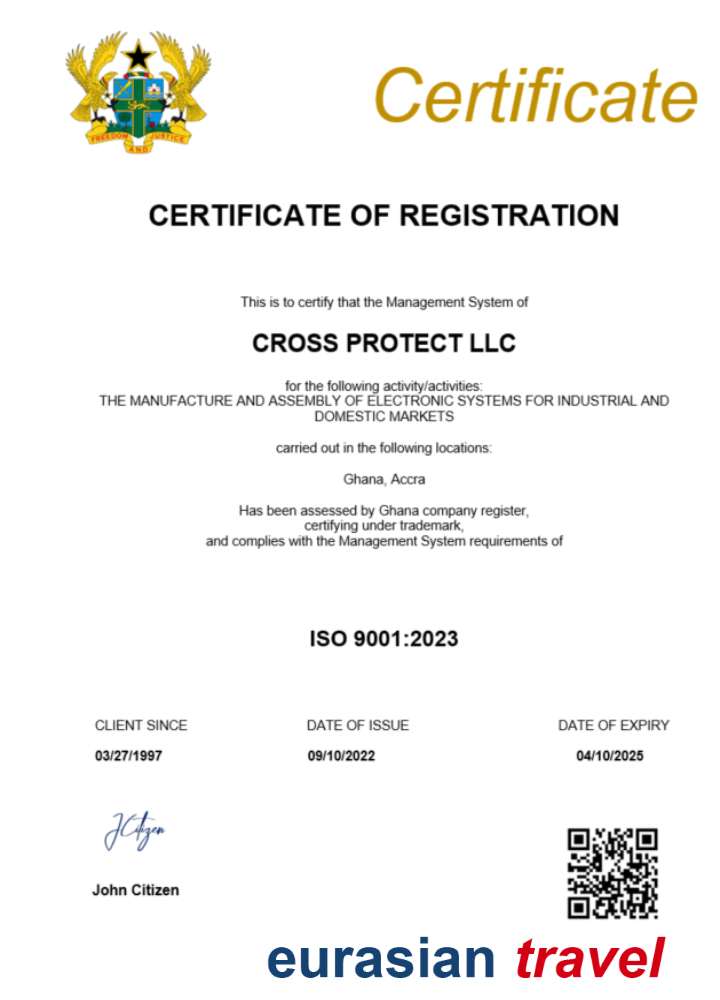 FREEDOM AND JUSTICE
Certificate
CERTIFICATE OF REGISTRATION
This is to certify that the Management System of
CROSS PROTECT LLC
for the following activity/activities:
THE MANUFACTURE AND ASSEMBLY OF ELECTRONIC SYSTEMS FOR INDUSTRIAL AND
DOMESTIC MARKETS
carried out in the following locations:
Ghana, Accra
Has been assessed by Ghana company register,
certifying under trademark,
and complies with the Management System requirements of
ISO 9001:2023
CLIENT SINCE DATE OF ISSUE DATE OF EXPIRY
03/27/1997 09/10/2022 04/10/2025
JCitizen
John Citizen
eurasian travel